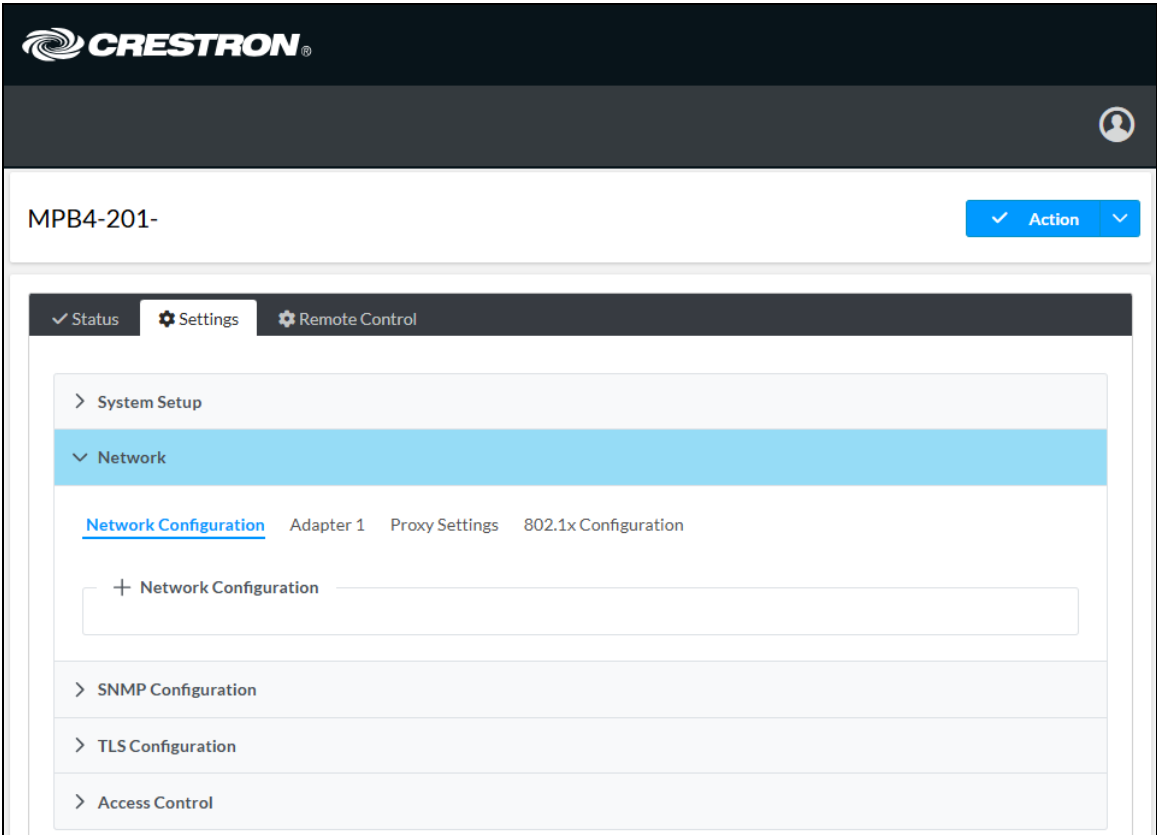 CRESTRON®
MPB4-201-
Action
Status Settings Remote Control
System Setup
Network
Network Configuration Adapter 1 Proxy Settings 802.1x Configuration
Network Configuration
SNMP Configuration
TLS Configuration
Access Control